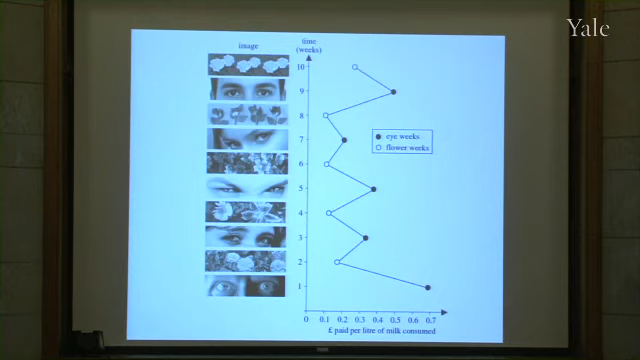 Yale
image
time
(weeks)
10
9
8
7
6
5
4
3
2
1
eye weeks
flower weeks
0 0.1 0.2 0.3 0.4 0.5 0.6 0.7
£ paid per litre of milk consumed